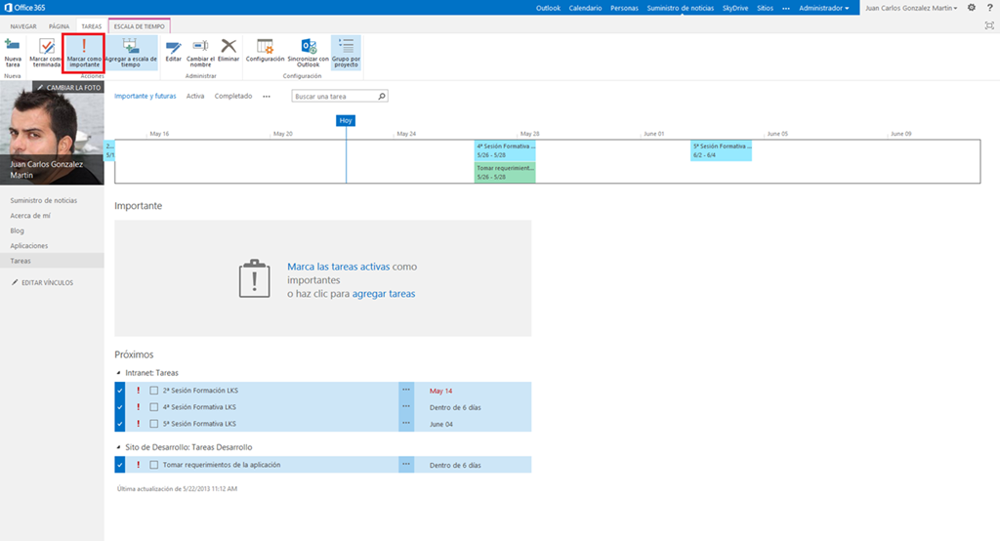 Office 365
Outlook Calendario Personas Suministro de noticias SkyDrive Sitios ••• Administrador Juan Carlos Gonzalez Martin ?
NAVEGAR PÁGINA TAREAS ESCALA DE TIEMPO
Nueva tarea
Marcar como terminada
Marcar como importante
Agregar a escala de tiempo
Editar
Cambiar el nombre
Eliminar
Configuración
Sincronizar con Outlook
Grupo por proyecto
Nueva Acciones Administrar Configuración
CAMBIAR LA FOTO
Juan Carlos Gonzalez
Martin
Suministro de noticias
Acerca de mí
Blog
Aplicaciones
Tareas
EDITAR VÍNCULOS
Importante y futuras Activa Completado ••• Buscar una tarea
Hoy
May 16 May 20 May 24 May 28 June 01 June 05 June 09
2... 4ª Sesión Formativa ... 5ª Sesión Formativa ...
5/1 5/26 - 5/28 6/2 - 6/4
Tomar requerimient...
5/26 - 5/28
Importante
Marca las tareas activas como
importantes
o haz clic para agregar tareas
Próximos
Intranet: Tareas
! 2ª Sesión Formación LKS ••• May 14
! 4ª Sesión Formativa LKS ••• Dentro de 6 días
! 5ª Sesión Formativa LKS ••• June 04
Sito de Desarrollo: Tareas Desarrollo
! Tomar requerimientos de la aplicación ••• Dentro de 6 días
Última actualización de 5/22/2013 11:12 AM